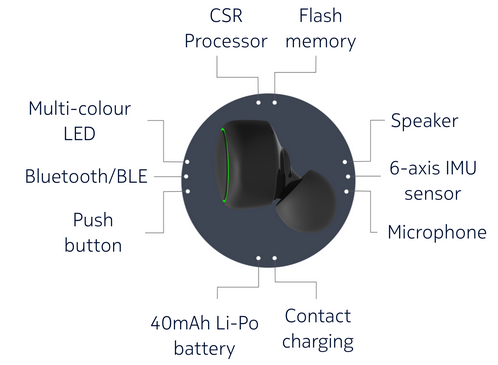 CSR
Processor
Flash
memory
Multi-colour
LED
Speaker
Bluetooth/BLE
6-axis IMU
sensor
Push
button
Microphone
40mAh Li-Po
battery
Contact
charging